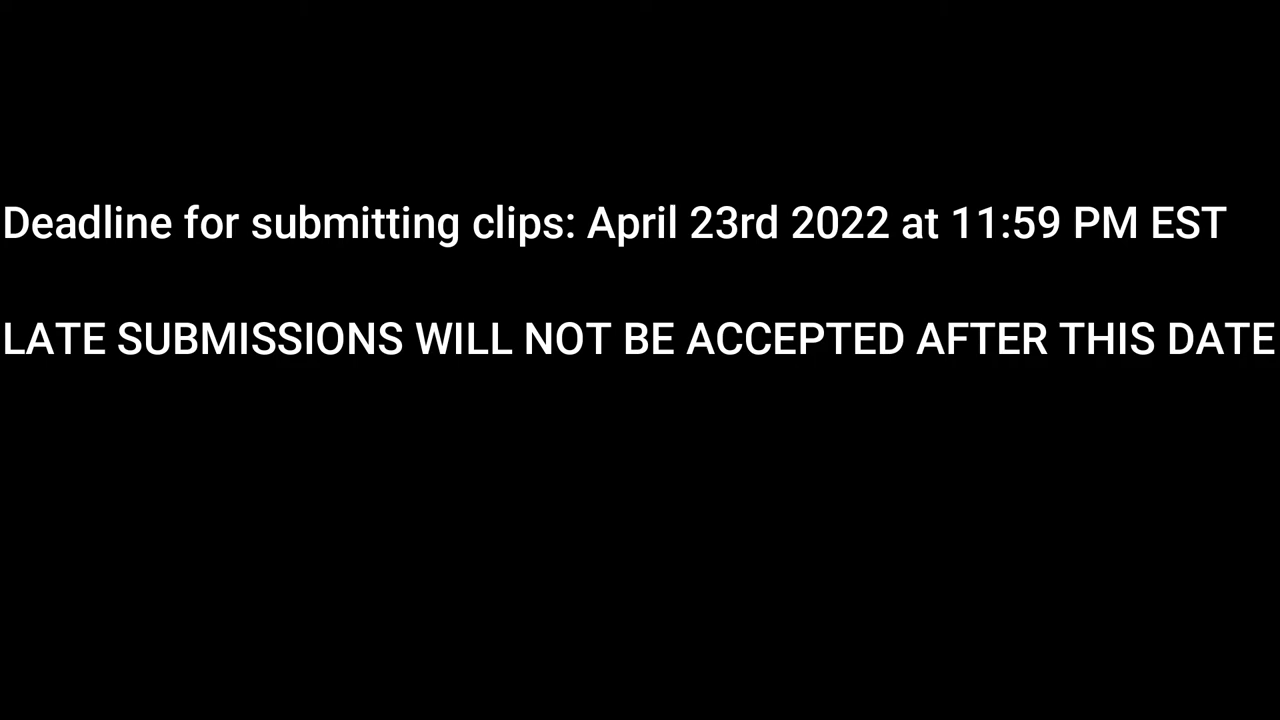 Deadline for submitting clips: April 23rd 2022 at 11:59 PM EST
LATE SUBMISSIONS WILL NOT BE ACCEPTED AFTER THIS DATE